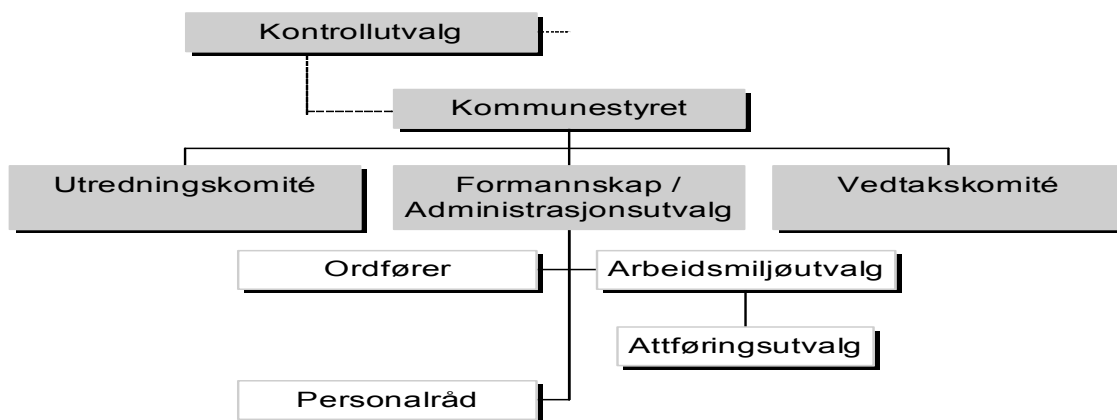 Kontrollutvalg
Kommunestyret
Utredningskomité
Formannskap /
Administrasjonsutvalg
Vedtakskomité
Ordfører
Arbeidsmiljøutvalg
Attføringsutvalg
Personalråd